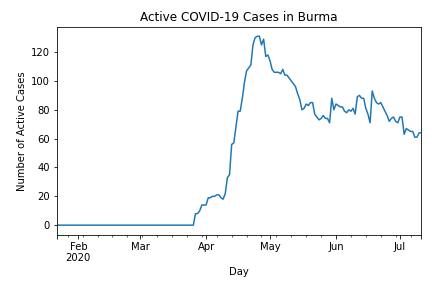 Active COVID-19 Cases in Burma
Number of Active Cases
120
100
80
60
40
20
0
Feb Mar Apr May Jun Jul
2020
Day